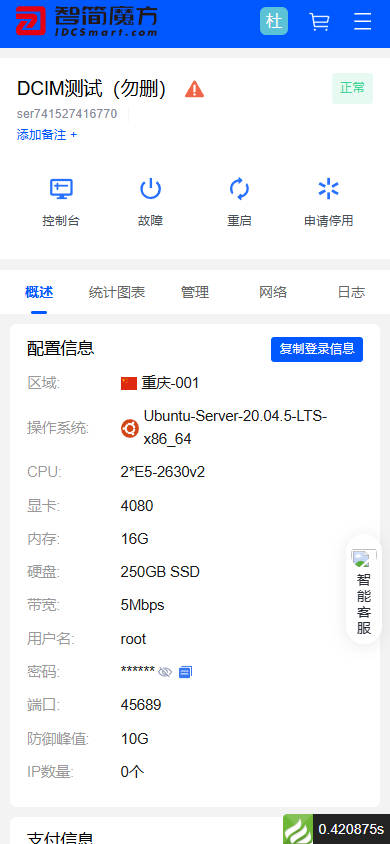 智简魔方
IDCSmart.com
杜
DCIM测试（勿删）
正常
ser741527416770
添加备注 +
控制台
故障
重启
申请停用
概述
统计图表
管理
网络
日志
配置信息
复制登录信息
区域:
重庆-001
操作系统:
Ubuntu-Server-20.04.5-LTS-
x86_64
CPU:
2*E5-2630v2
显卡:
4080
内存:
16G
硬盘:
250GB SSD
带宽:
5Mbps
用户名:
root
密码:
******
端口:
45689
防御峰值:
10G
IP数量:
0个
智
能
客
服
支付信息
0.420875s